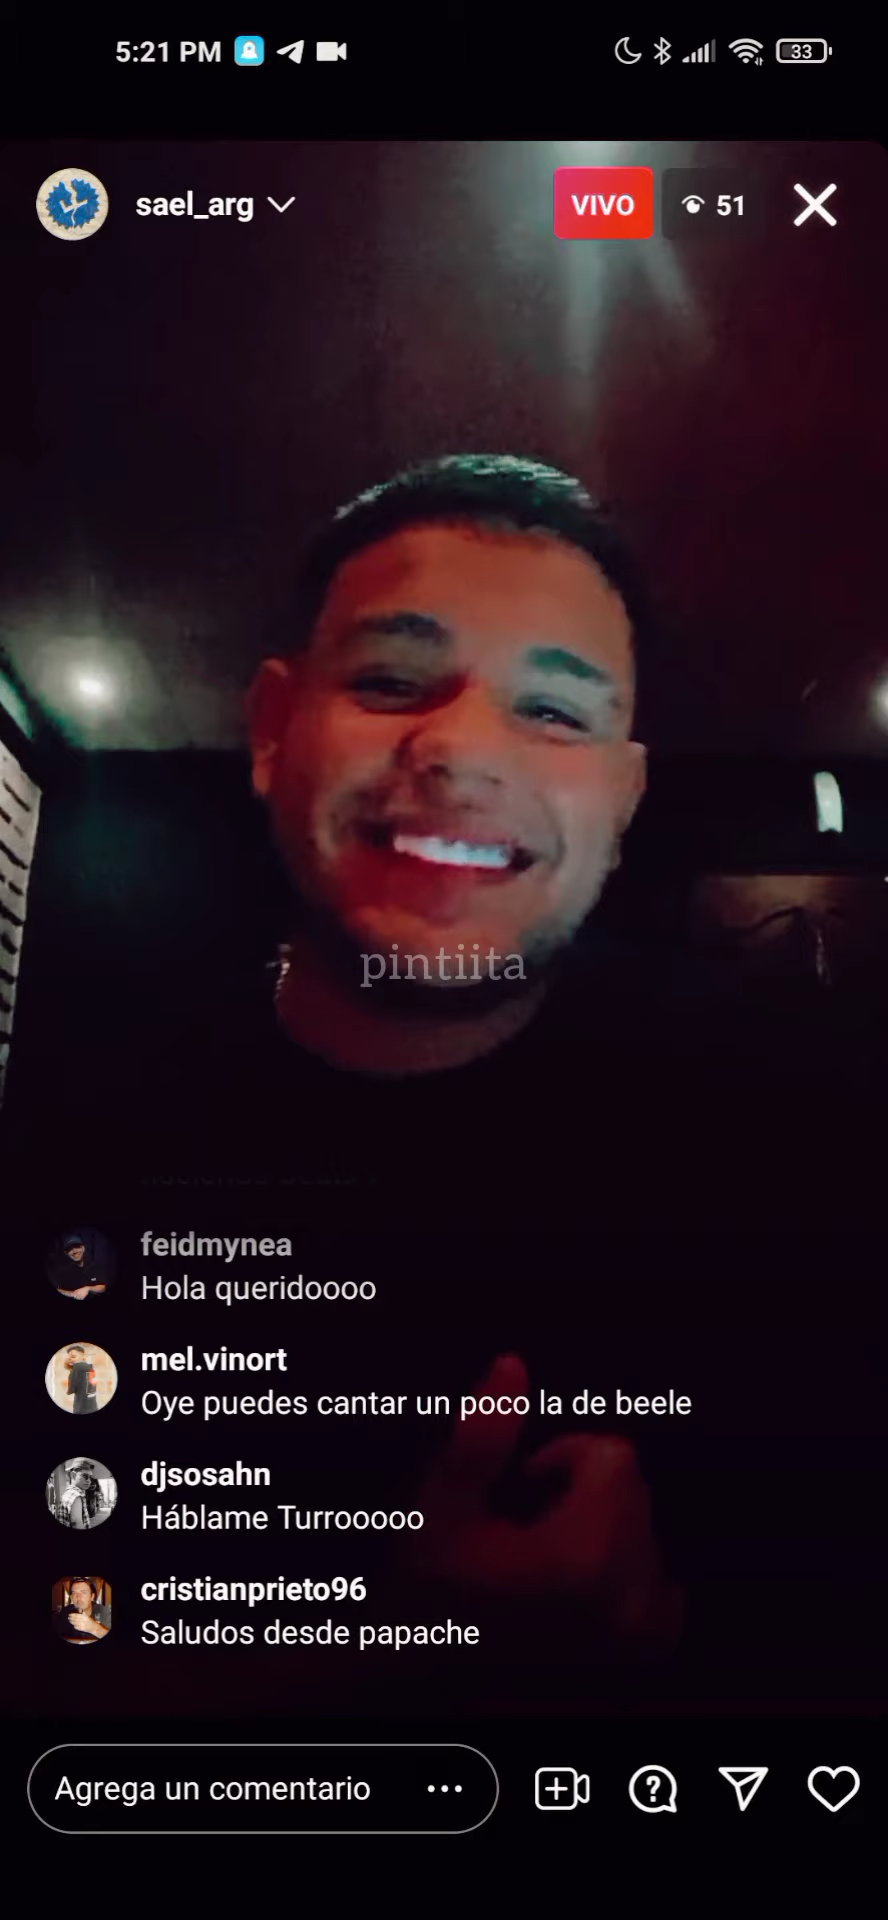 5:21 PM
33
sael_arg
VIVO
51
pintiita
feidmynea
Hola queridoooo
mel.vinort
Oye puedes cantar un poco la de beele
djsosahn
Háblame Turrooooo
cristianprieto96
Saludos desde papache
Agrega un comentario